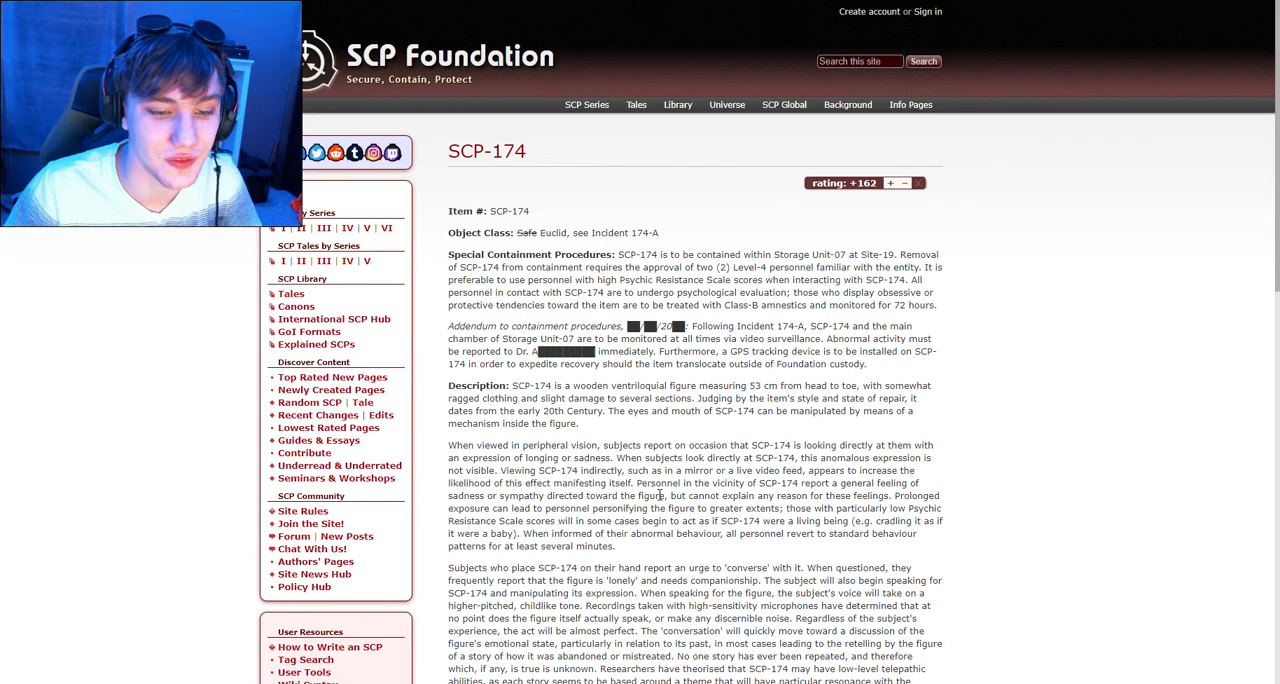 Create account or Sign in
SCP Foundation
Secure, Contain, Protect
Search this site
Search
SCP Series
Tales
Library
Universe
SCP Global
Background
Info Pages
y Series
I | II | III | IV | V | VI
SCP Tales by Series
I | II | III | IV | V
SCP Library
Tales
Canons
International SCP Hub
GoI Formats
Explained SCPs
Discover Content
Top Rated New Pages
Newly Created Pages
Random SCP | Tale
Recent Changes | Edits
Lowest Rated Pages
Guides & Essays
Contribute
Underread & Underrated
Seminars & Workshops
SCP Community
Site Rules
Join the Site!
Forum | New Posts
Chat With Us!
Authors' Pages
Site News Hub
Policy Hub
User Resources
How to Write an SCP
Tag Search
User Tools
SCP-174
rating: +162 + – X
Item #: SCP-174
Object Class: Safe Euclid, see Incident 174-A
Special Containment Procedures: SCP-174 is to be contained within Storage Unit-07 at Site-19. Removal
of SCP-174 from containment requires the approval of two (2) Level-4 personnel familiar with the entity. It is
preferable to use personnel with high Psychic Resistance Scale scores when interacting with SCP-174. All
personnel in contact with SCP-174 are to undergo psychological evaluation; those who display obsessive or
protective tendencies toward the item are to be treated with Class-B amnestics and monitored for 72 hours.
Addendum to containment procedures, ██/██/20██: Following Incident 174-A, SCP-174 and the main
chamber of Storage Unit-07 are to be monitored at all times via video surveillance. Abnormal activity must
be reported to Dr. A█████████ immediately. Furthermore, a GPS tracking device is to be installed on SCP-
174 in order to expedite recovery should the item translocate outside of Foundation custody.
Description: SCP-174 is a wooden ventriloquial figure measuring 53 cm from head to toe, with somewhat
ragged clothing and slight damage to several sections. Judging by the item's style and state of repair, it
dates from the early 20th Century. The eyes and mouth of SCP-174 can be manipulated by means of a
mechanism inside the figure.
When viewed in peripheral vision, subjects report on occasion that SCP-174 is looking directly at them with
an expression of longing or sadness. When subjects look directly at SCP-174, this anomalous expression is
not visible. Viewing SCP-174 indirectly, such as in a mirror or a live video feed, appears to increase the
likelihood of this effect manifesting itself. Personnel in the vicinity of SCP-174 report a general feeling of
sadness or sympathy directed toward the figure, but cannot explain any reason for these feelings. Prolonged
exposure can lead to personnel personifying the figure to greater extents; those with particularly low Psychic
Resistance Scale scores will in some cases begin to act as if SCP-174 were a living being (e.g. cradling it as if
it were a baby). When informed of their abnormal behaviour, all personnel revert to standard behaviour
patterns for at least several minutes.
Subjects who place SCP-174 on their hand report an urge to 'converse' with it. When questioned, they
frequently report that the figure is 'lonely' and needs companionship. The subject will also begin speaking for
SCP-174 and manipulating its expression. When speaking for the figure, the subject's voice will take on a
higher-pitched, childlike tone. Recordings taken with high-sensitivity microphones have determined that at
no point does the figure itself actually speak, or make any discernible noise. Regardless of the subject's
experience, the act will be almost perfect. The 'conversation' will quickly move toward a discussion of the
figure's emotional state, particularly in relation to its past, in most cases leading to the retelling by the figure
of a story of how it was abandoned or mistreated. No one story has ever been repeated, and therefore
which, if any, is true is unknown. Researchers have theorised that SCP-174 may have low-level telepathic
abilities, as each story seems to be based around a theme that will have particular resonance with the